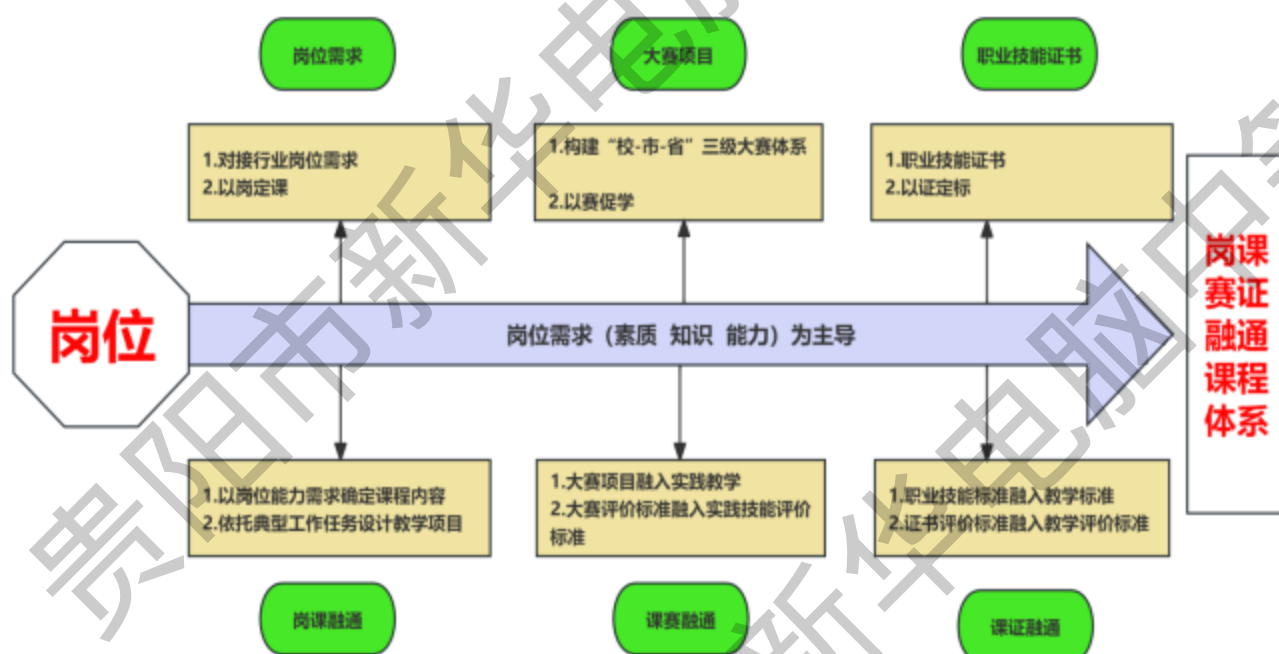 岗位需求
大赛项目
职业技能证书
1.对接行业岗位需求
2.以岗定课
1.构建“校-市-省”三级大赛体系
2.以赛促学
1.职业技能证书
2.以证定标
岗位
岗位需求（素质 知识 能力）为主导
岗课
赛证
融通
课程
体系
1.以岗位能力需求确定课程内容
2.依托典型工作任务设计教学项目
1.大赛项目融入实践教学
2.大赛评价标准融入实践技能评价
标准
1.职业技能标准融入教学标准
2.证书评价标准融入教学评价标准
岗课融通
课赛融通
课证融通
贵阳市新华电脑
新华电脑中